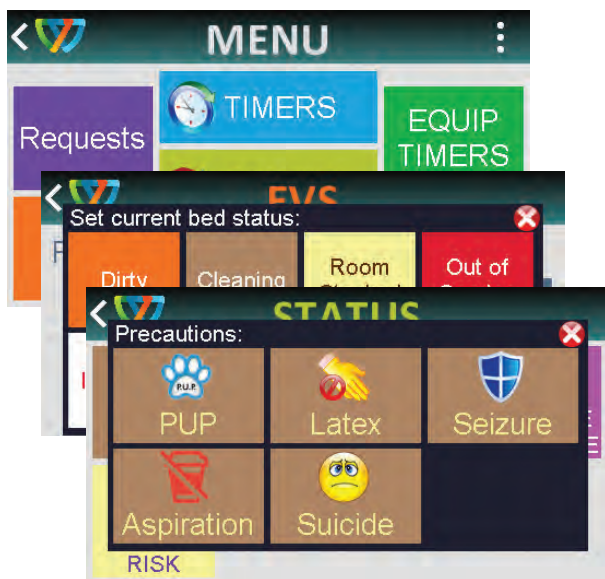 MENU
TIMERS
Requests
EQUIP
TIMERS
EVS
Set current bed status:
Dirty
Cleaning
Room
Out of
STATUS
Precautions:
P.U.P.
PUP
Latex
Seizure
Aspiration
Suicide
RISK